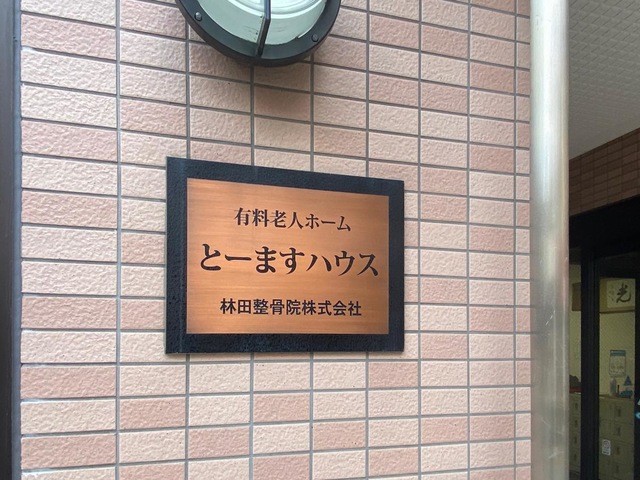 有料老人ホーム
とーますハウス
林田整骨院株式会社
光